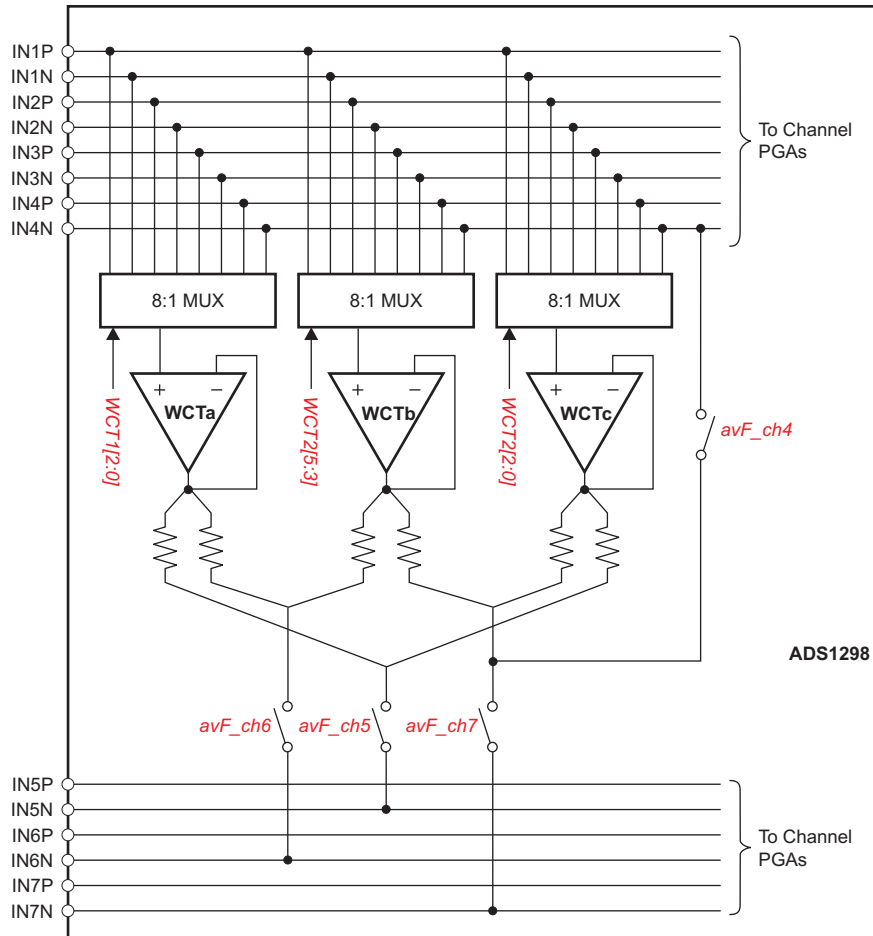 IN1P
IN1N
IN2P
IN2N
IN3P
IN3N
IN4P
IN4N
To Channel
PGAs
8:1 MUX
8:1 MUX
8:1 MUX
+ −
WCTa
+ −
WCTb
+ −
WCTc
WCT1[2:0]
WCT2[5:3]
WCT2[2:0]
avF_ch4
ADS1298
avF_ch6
avF_ch5
avF_ch7
IN5P
IN5N
IN6P
IN6N
IN7P
IN7N
To Channel
PGAs